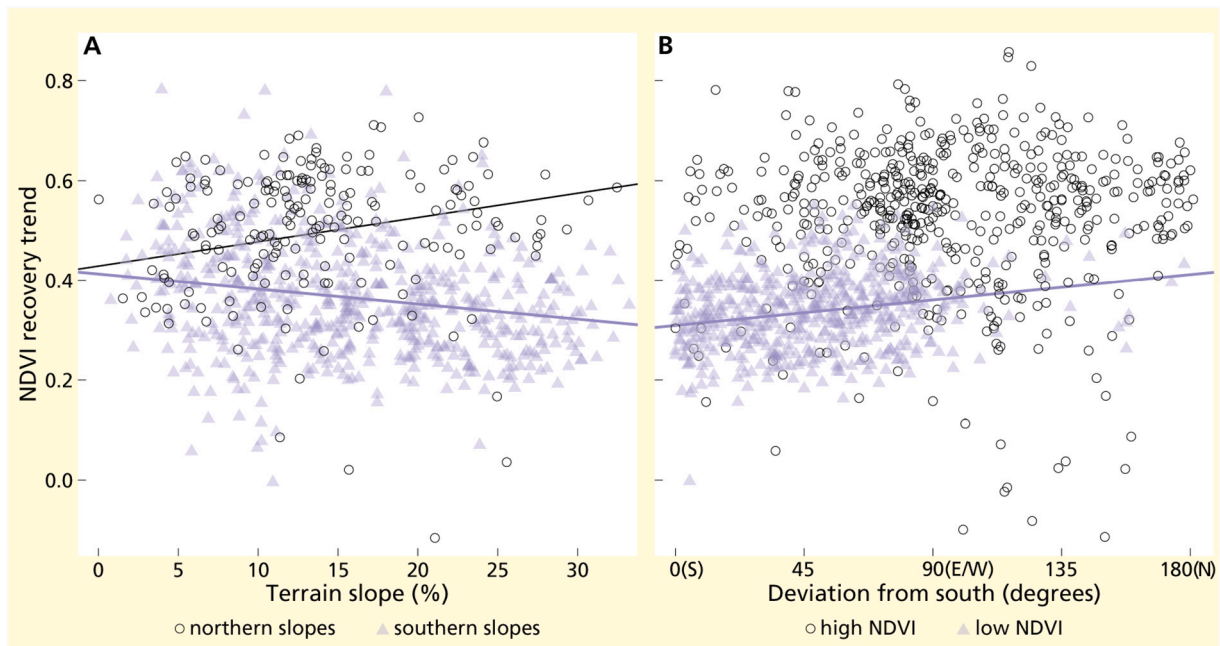 A
B
NDVI recovery trend
0.8
0.6
0.4
0.2
0.0
0 5 10 15 20 25 30
Terrain slope (%)
northern slopes southern slopes
0(S) 45 90(E/W) 135 180(N)
Deviation from south (degrees)
high NDVI low NDVI